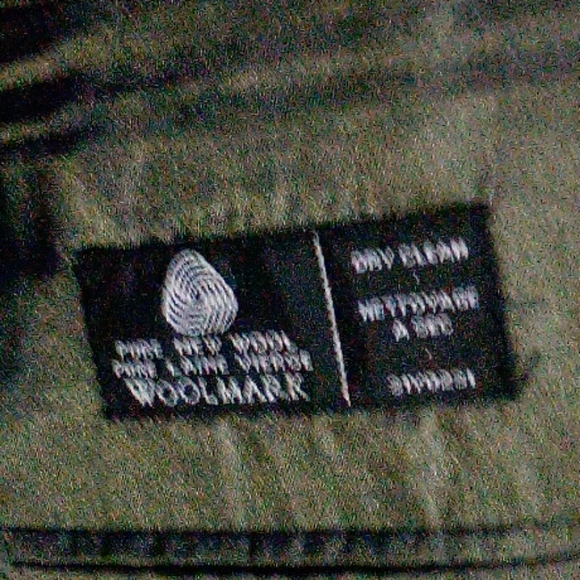 PURE NEW WOOL
PURE LAINE VIERGE
WOOLMARK
DRY CLEAN
NETTOYAGE
A SEC